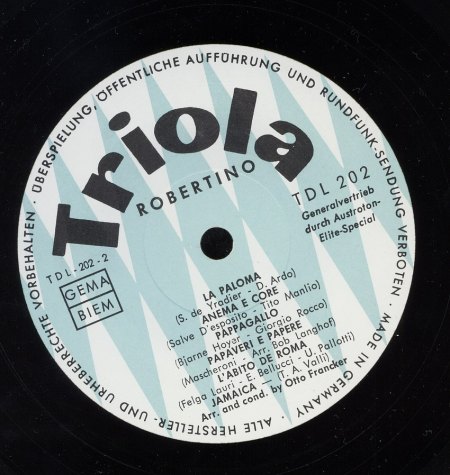 ÜBERSPIELUNG, ÖFFENTLICHE AUFFÜHRUNG UND RUNDFUNK-SENDUNG VERBOTEN · MADE IN GERMANY · ALLE HERSTELLER- UND URHEBERRECHTE VORBEHALTEN ·
Triola
ROBERTINO
TDL 202
Generalvertrieb
durch Austroton-
Elite-Special
TDL-202-2
GEMA
BIEM
LA PALOMA
(S. de Yradier - D. Ardo)
ANEMA E CORE
(Salve D'esposito - Tito Manlio)
PAPPAGALLO
(Bjarne Hoyer - Giorgio Rocco)
PAPAVERI E PAPERE
(Mascheroni - Arr. Bob Langhof)
L'ABITO DE ROMA
(Felga Lauri - E. Bellucci - U. Pallotti)
JAMAICA — (T. A. Valli)
Arr. and cond. by Otto Francker